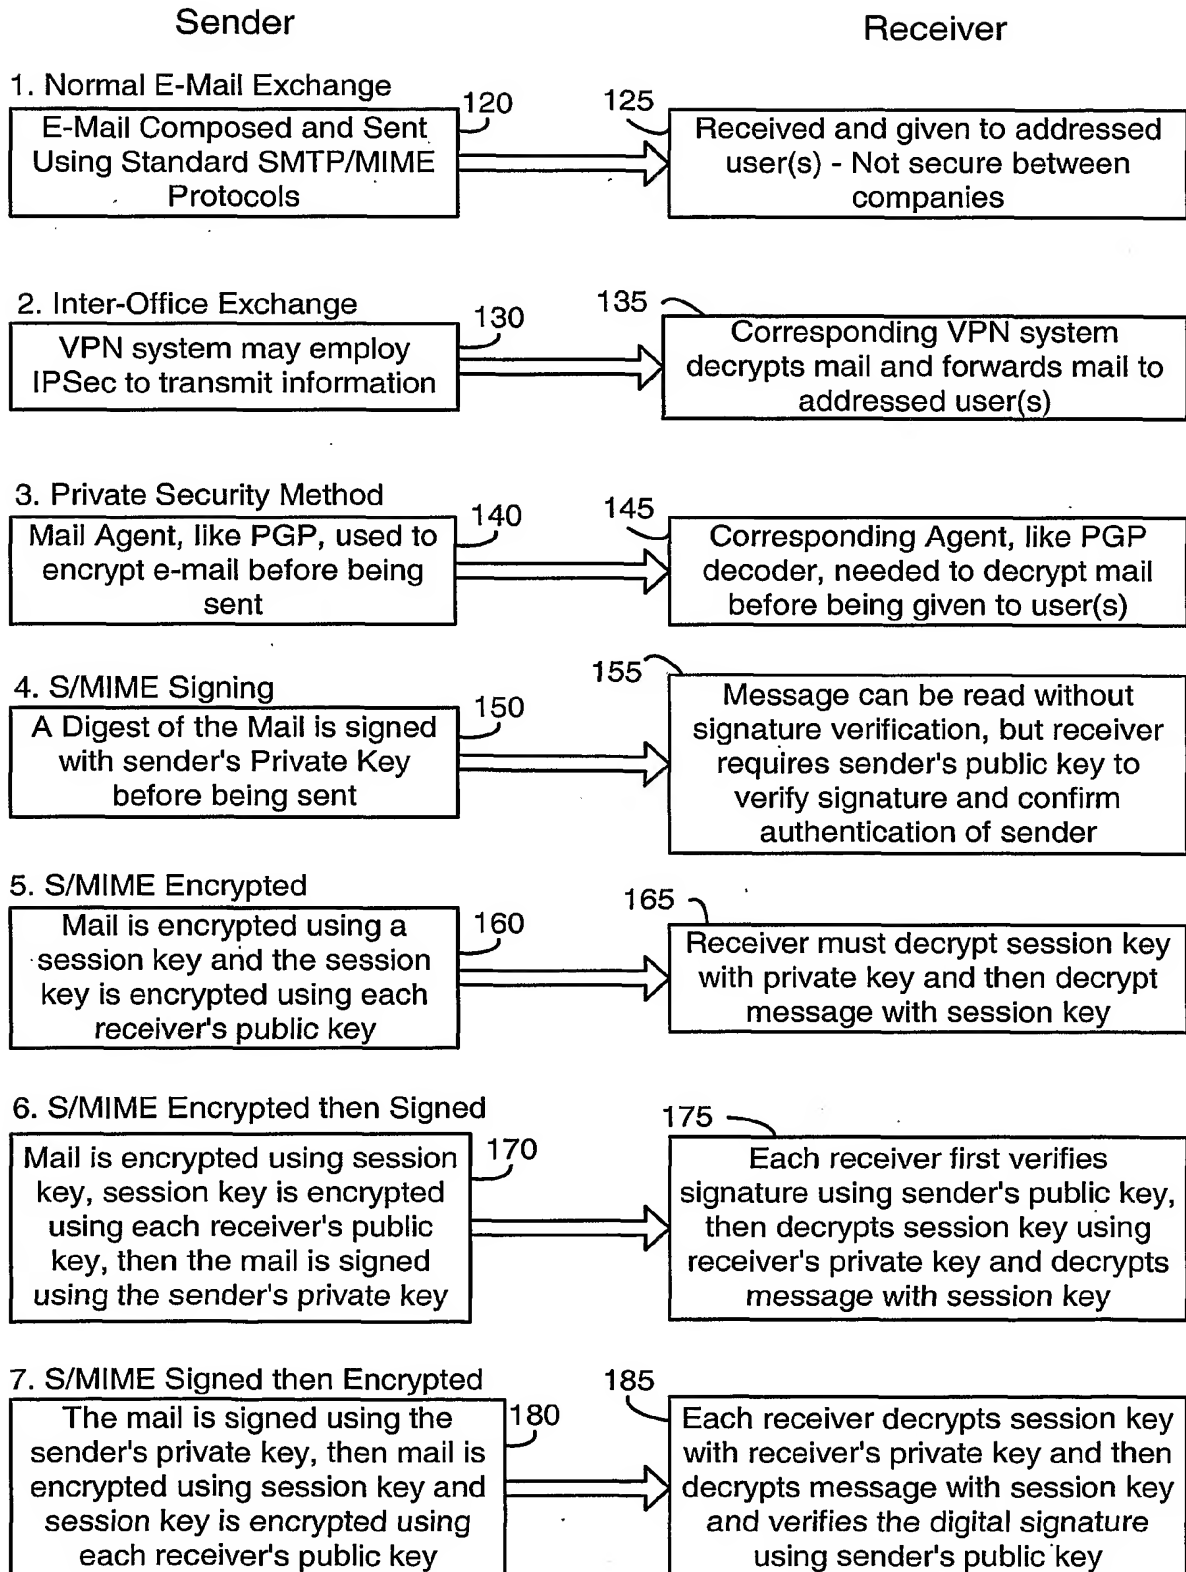 Sender
Receiver
1. Normal E-Mail Exchange
120
125
E-Mail Composed and Sent
Using Standard SMTP/MIME
Protocols
Received and given to addressed
user(s) - Not secure between
companies
2. Inter-Office Exchange
130
135
VPN system may employ
IPSec to transmit information
Corresponding VPN system
decrypts mail and forwards mail to
addressed user(s)
3. Private Security Method
140
145
Mail Agent, like PGP, used to
encrypt e-mail before being
sent
Corresponding Agent, like PGP
decoder, needed to decrypt mail
before being given to user(s)
4. S/MIME Signing
150
155
A Digest of the Mail is signed
with sender's Private Key
before being sent
Message can be read without
signature verification, but receiver
requires sender's public key to
verify signature and confirm
authentication of sender
5. S/MIME Encrypted
160
165
Mail is encrypted using a
session key and the session
key is encrypted using each
receiver's public key
Receiver must decrypt session key
with private key and then decrypt
message with session key
6. S/MIME Encrypted then Signed
170
175
Mail is encrypted using session
key, session key is encrypted
using each receiver's public
key, then the mail is signed
using the sender's private key
Each receiver first verifies
signature using sender's public key,
then decrypts session key using
receiver's private key and decrypts
message with session key
7. S/MIME Signed then Encrypted
180
185
The mail is signed using the
sender's private key, then mail is
encrypted using session key and
session key is encrypted using
each receiver's public key
Each receiver decrypts session key
with receiver's private key and then
decrypts message with session key
and verifies the digital signature
using sender's public key